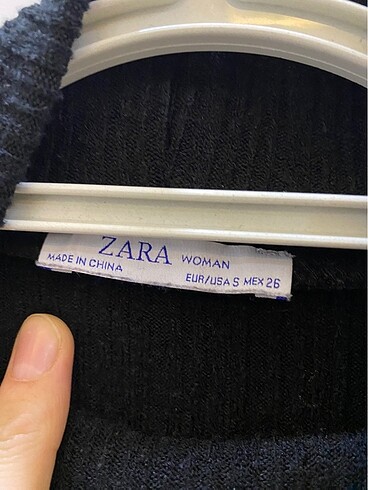 ZARA WOMAN
MADE IN CHINA
EUR/USA S MEX 26